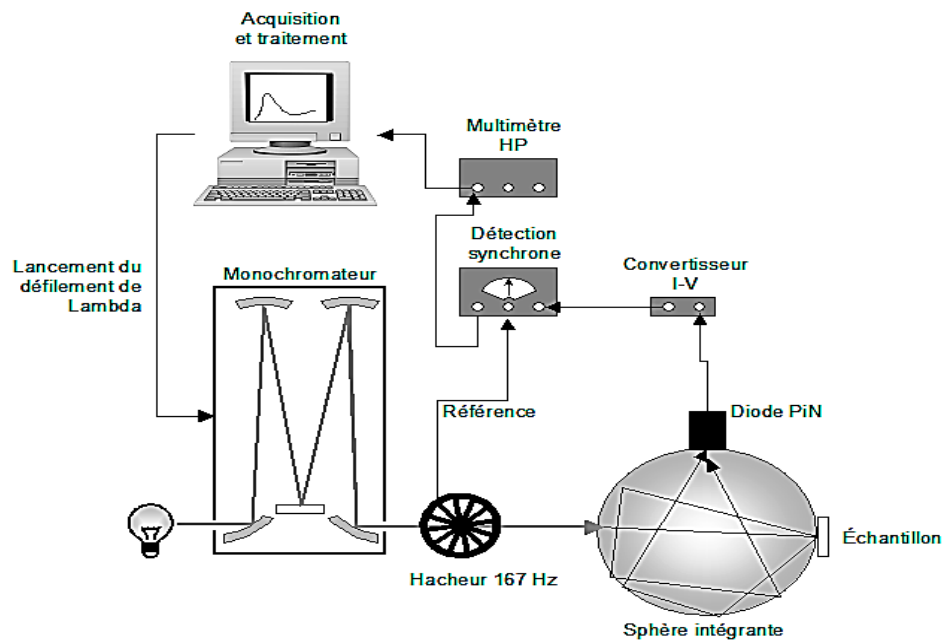 Acquisition
et traitement
Multimètre
HP
Détection
synchrone
Convertisseur
I-V
Lancement du
défilement de
Lambda
Monochromateur
Référence
Diode PiN
Échantillon
Hacheur 167 Hz
Sphère intégrante